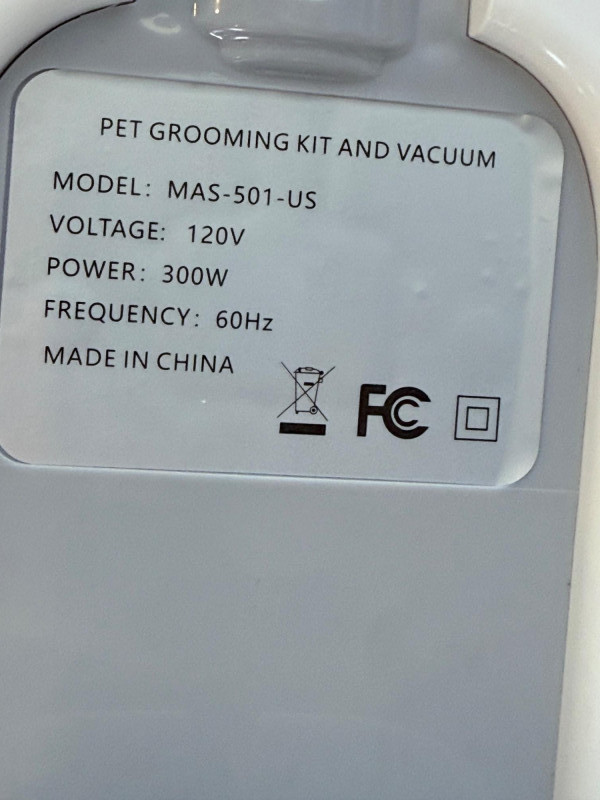 PET GROOMING KIT AND VACUUM
MODEL: MAS-501-US
VOLTAGE: 120V
POWER: 300W
FREQUENCY: 60Hz
MADE IN CHINA
FC